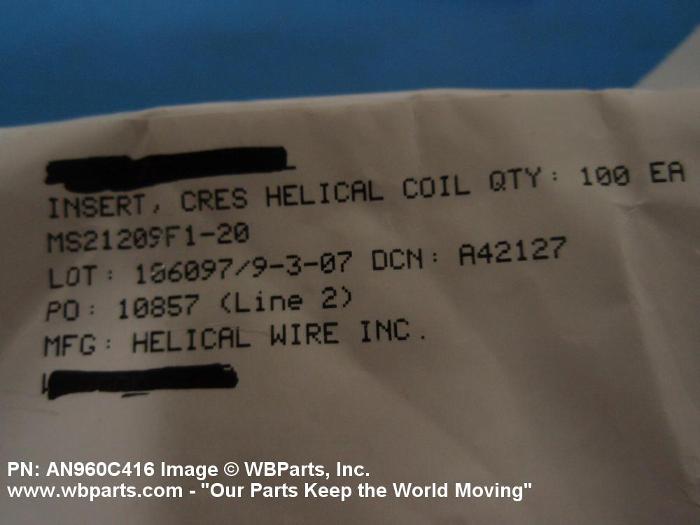 INSERT, CRES HELICAL COIL QTY: 100 EA
MS21209F1-20
LOT: 186097/9-3-07 DCN: A42127
PO: 10857 (Line 2)
MFG: HELICAL WIRE INC.
PN: AN960C416 Image © WBParts, Inc.
www.wbparts.com - "Our Parts Keep the World Moving"